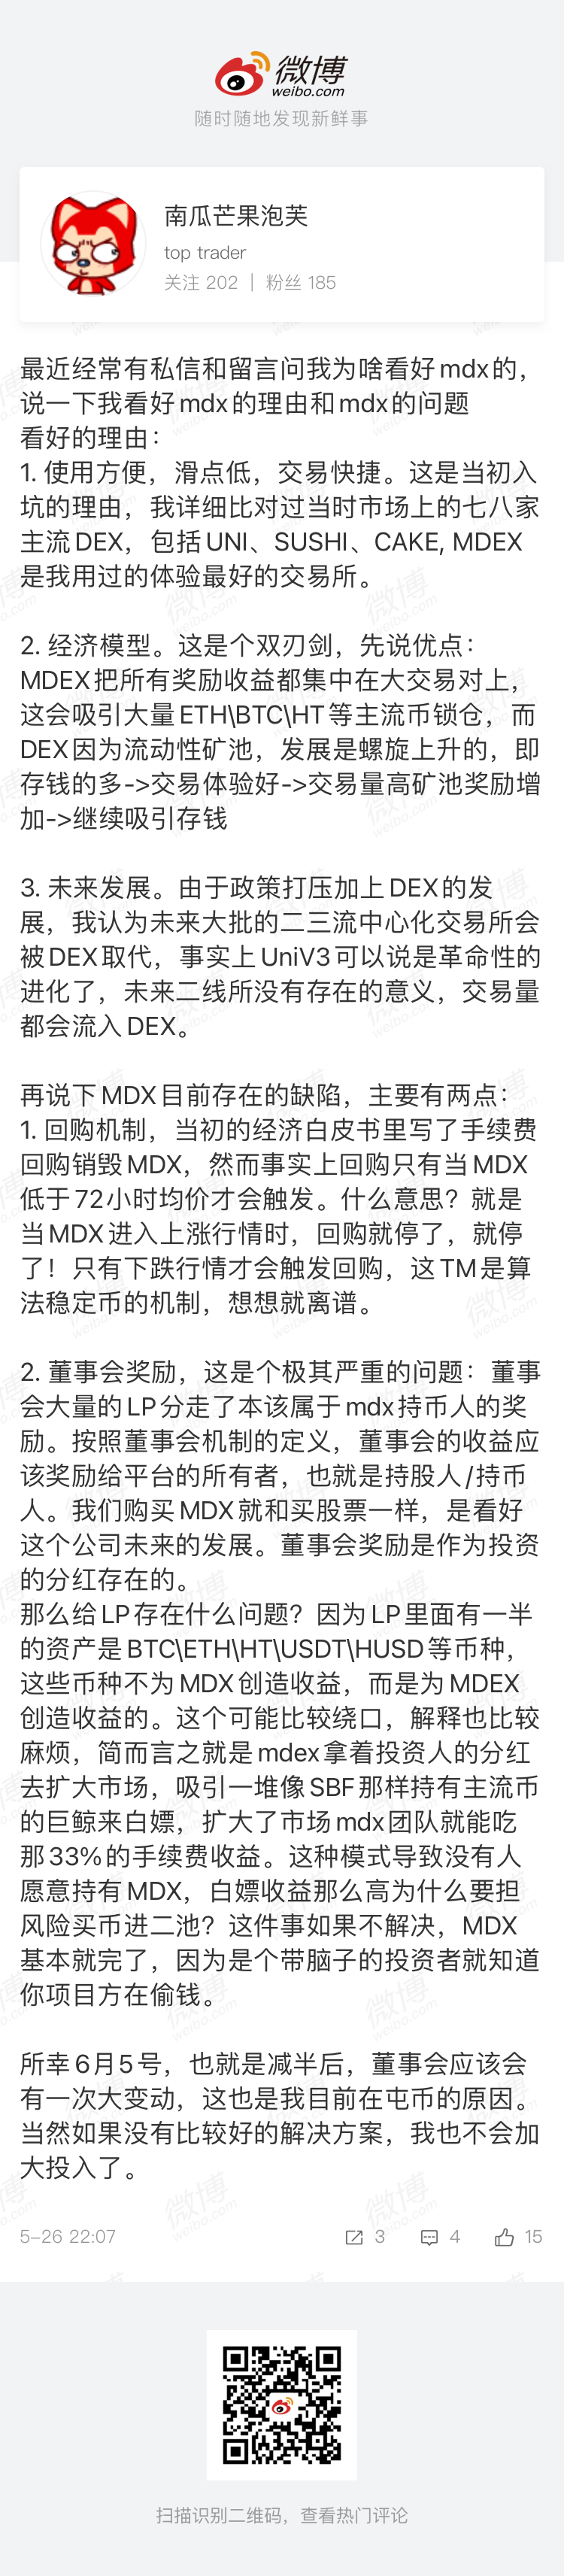 微博
weibo.com
随时随地发现新鲜事
南瓜芒果泡芙
top trader
关注 202 | 粉丝 185
最近经常有私信和留言问我为啥看好mdx的，
说一下我看好mdx的理由和mdx的问题
看好的理由：
1. 使用方便，滑点低，交易快捷。这是当初入
坑的理由，我详细比对过当时市场上的七八家
主流DEX，包括UNI、SUSHI、CAKE, MDEX
是我用过的体验最好的交易所。
2. 经济模型。这是个双刃剑，先说优点：
MDEX把所有奖励收益都集中在大交易对上，
这会吸引大量ETH\BTC\HT等主流币锁仓，而
DEX因为流动性矿池，发展是螺旋上升的，即
存钱的多->交易体验好->交易量高矿池奖励增
加->继续吸引存钱
3. 未来发展。由于政策打压加上DEX的发
展，我认为未来大批的二三流中心化交易所会
被DEX取代，事实上UniV3可以说是革命性的
进化了，未来二线所没有存在的意义，交易量
都会流入DEX。
再说下MDX目前存在的缺陷，主要有两点：
1. 回购机制，当初的经济白皮书里写了手续费
回购销毁MDX，然而事实上回购只有当MDX
低于72小时均价才会触发。什么意思？就是
当MDX进入上涨行情时，回购就停了，就停
了！只有下跌行情才会触发回购，这TM是算
法稳定币的机制，想想就离谱。
2. 董事会奖励，这是个极其严重的问题：董事
会大量的LP分走了本该属于mdx持币人的奖
励。按照董事会机制的定义，董事会的收益应
该奖励给平台的所有者，也就是持股人/持币
人。我们购买MDX就和买股票一样，是看好
这个公司未来的发展。董事会奖励是作为投资
的分红存在的。
那么给LP存在什么问题？因为LP里面有一半
的资产是BTC\ETH\HT\USDT\HUSD等币种，
这些币种不为MDX创造收益，而是为MDEX
创造收益的。这个可能比较绕口，解释也比较
麻烦，简而言之就是mdex拿着投资人的分红
去扩大市场，吸引一堆像SBF那样持有主流币
的巨鲸来白嫖，扩大了市场mdx团队就能吃
那33%的手续费收益。这种模式导致没有人
愿意持有MDX，白嫖收益那么高为什么要担
风险买币进二池？这件事如果不解决，MDX
基本就完了，因为是个带脑子的投资者就知道
你项目方在偷钱。
所幸6月5号，也就是减半后，董事会应该会
有一次大变动，这也是我目前在屯币的原因。
当然如果没有比较好的解决方案，我也不会加
大投入了。
5-26 22:07 3 4 15
扫描识别二维码，查看热门评论